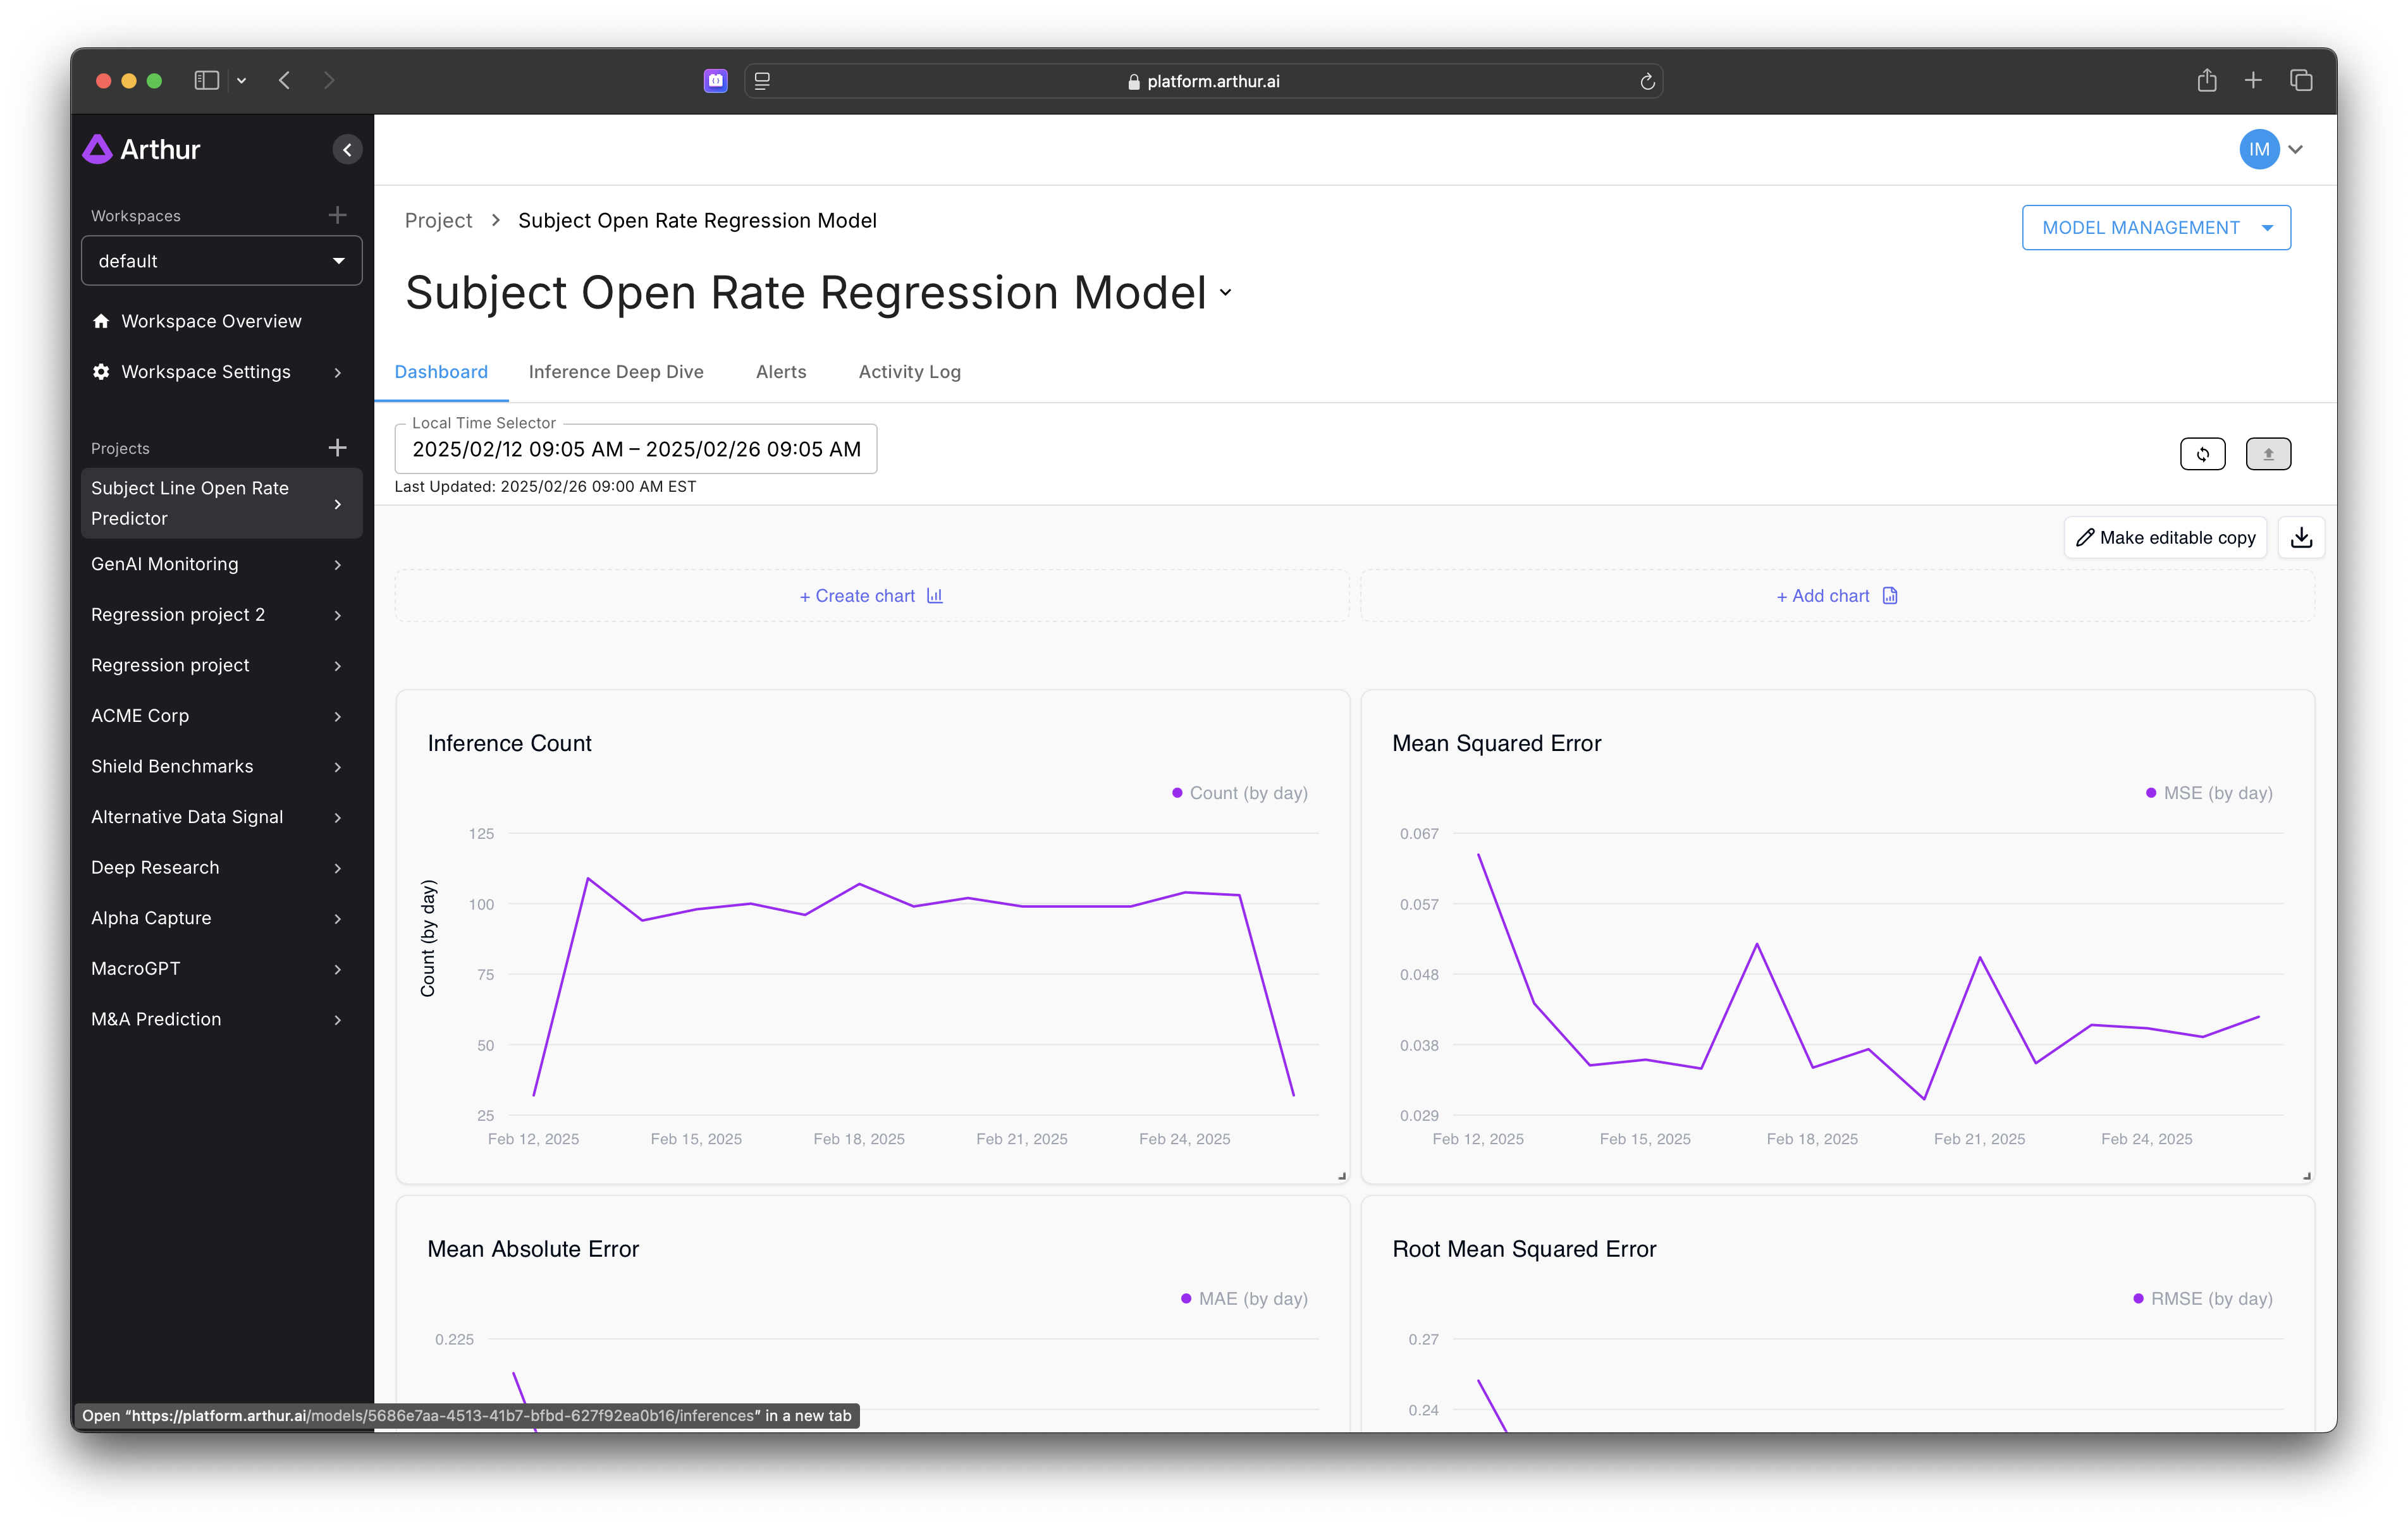 platform.arthur.ai
Arthur
IM
Workspaces
default
Workspace Overview
Workspace Settings
Projects
Subject Line Open Rate
Predictor
GenAI Monitoring
Regression project 2
Regression project
ACME Corp
Shield Benchmarks
Alternative Data Signal
Deep Research
Alpha Capture
MacroGPT
M&A Prediction
Project > Subject Open Rate Regression Model
MODEL MANAGEMENT
Subject Open Rate Regression Model
Dashboard Inference Deep Dive Alerts Activity Log
Local Time Selector
2025/02/12 09:05 AM – 2025/02/26 09:05 AM
Last Updated: 2025/02/26 09:00 AM EST
Make editable copy
+ Create chart
+ Add chart
Inference Count
Count (by day)
125
100
75
50
25
Count (by day)
Feb 12, 2025 Feb 15, 2025 Feb 18, 2025 Feb 21, 2025 Feb 24, 2025
Mean Squared Error
MSE (by day)
0.067
0.057
0.048
0.038
0.029
Feb 12, 2025 Feb 15, 2025 Feb 18, 2025 Feb 21, 2025 Feb 24, 2025
Mean Absolute Error
MAE (by day)
0.225
Root Mean Squared Error
RMSE (by day)
0.27
0.24
Open “https://platform.arthur.ai/models/5686e7aa-4513-41b7-bfbd-627f92ea0b16/inferences” in a new tab